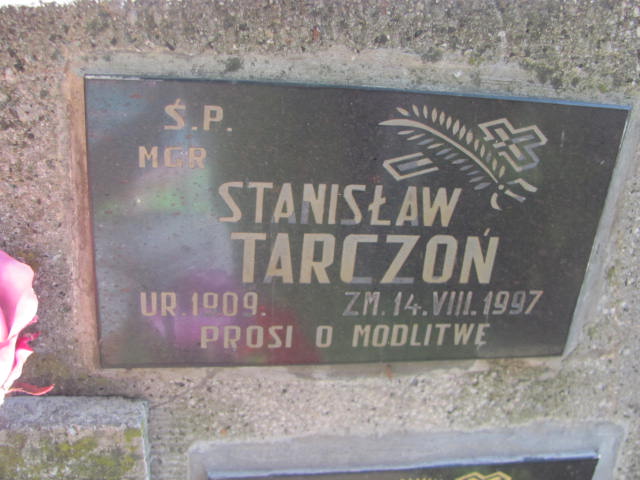 Ś.P.
MGR
STANISŁAW
TARCZOŃ
UR.1909. ZM.14.VIII.1997
PROSI O MODLITWĘ